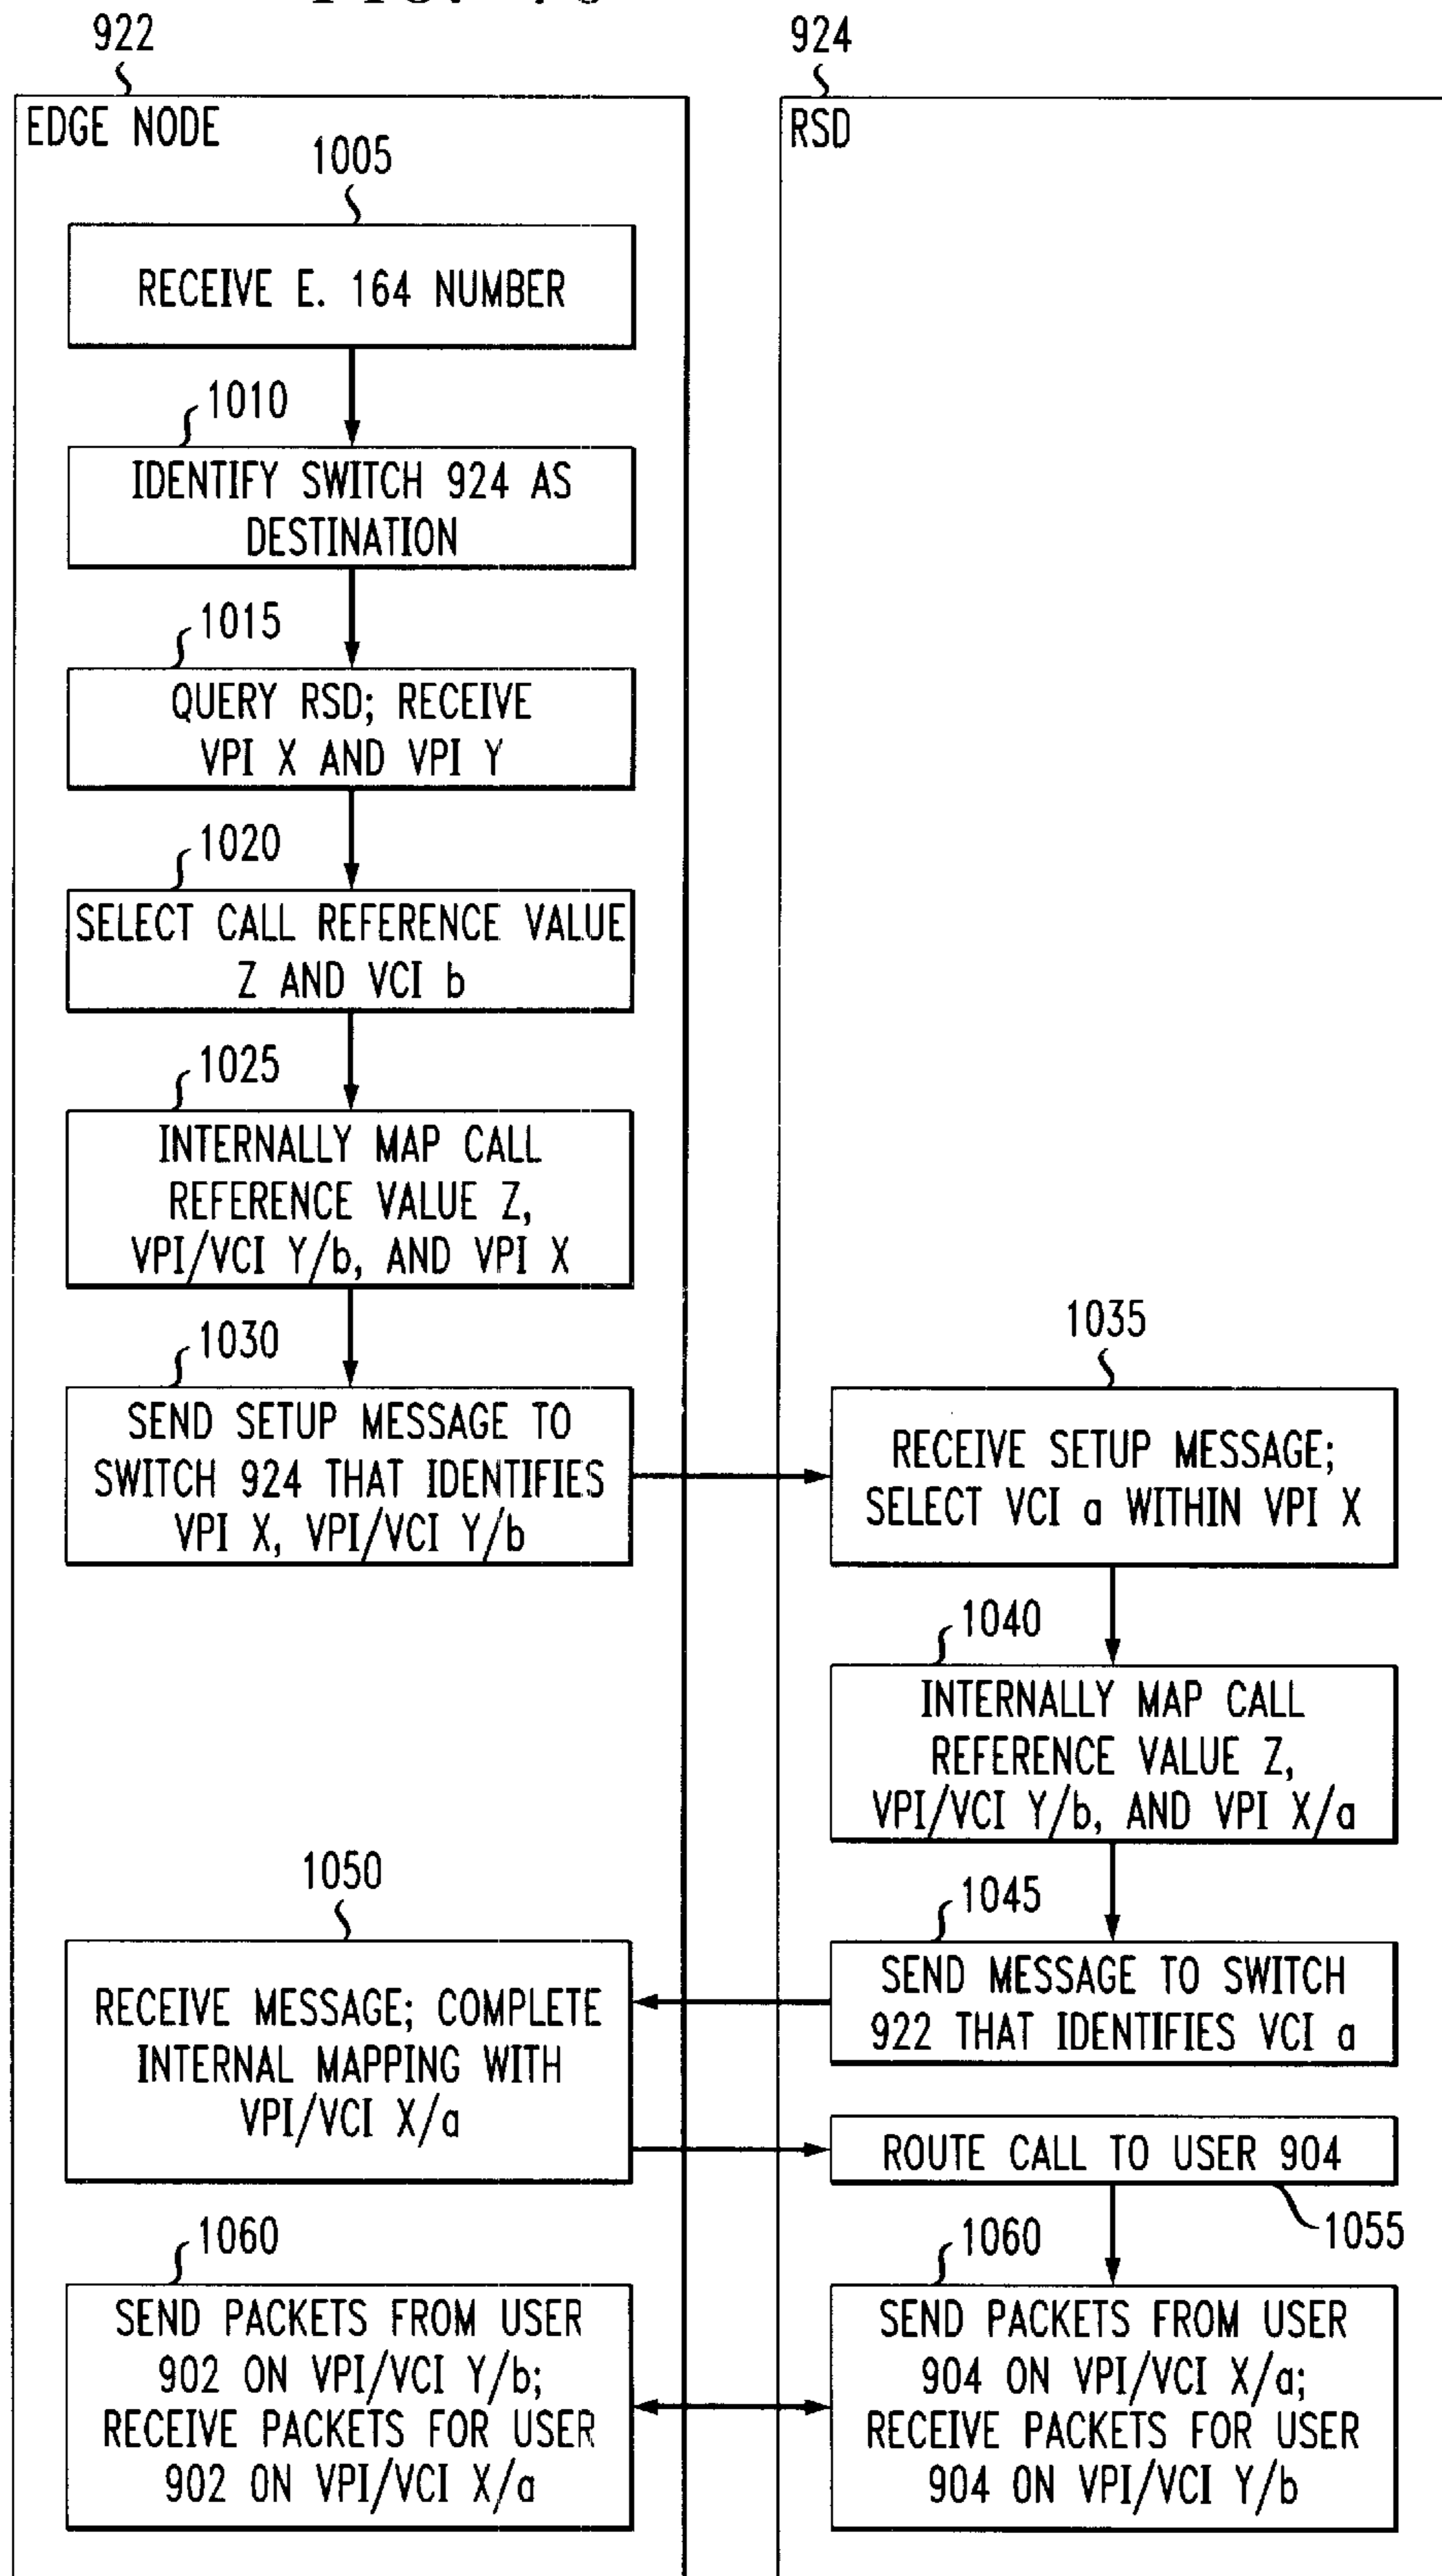 922
924
EDGE NODE
RSD
1005
RECEIVE E. 164 NUMBER
1010
IDENTIFY SWITCH 924 AS
DESTINATION
1015
QUERY RSD; RECEIVE
VPI X AND VPI Y
1020
SELECT CALL REFERENCE VALUE
Z AND VCI b
1025
INTERNALLY MAP CALL
REFERENCE VALUE Z,
VPI/VCI Y/b, AND VPI X
1030
SEND SETUP MESSAGE TO
SWITCH 924 THAT IDENTIFIES
VPI X, VPI/VCI Y/b
1035
RECEIVE SETUP MESSAGE;
SELECT VCI a WITHIN VPI X
1040
INTERNALLY MAP CALL
REFERENCE VALUE Z,
VPI/VCI Y/b, AND VPI X/a
1045
SEND MESSAGE TO SWITCH
922 THAT IDENTIFIES VCI a
1050
RECEIVE MESSAGE; COMPLETE
INTERNAL MAPPING WITH
VPI/VCI X/a
ROUTE CALL TO USER 904
1055
1060
SEND PACKETS FROM USER
902 ON VPI/VCI Y/b;
RECEIVE PACKETS FOR USER
902 ON VPI/VCI X/a
1060
SEND PACKETS FROM USER
904 ON VPI/VCI X/a;
RECEIVE PACKETS FOR USER
904 ON VPI/VCI Y/b